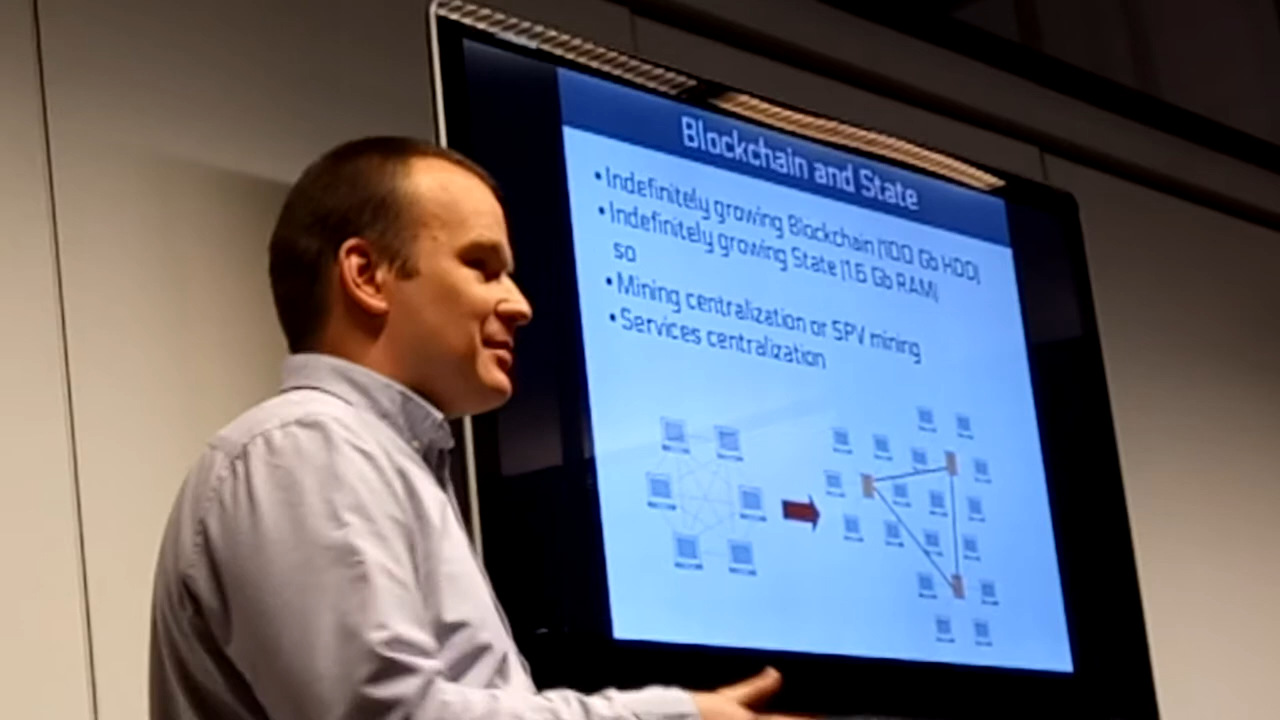 Blockchain and State
•Indefinitely growing Blockchain (100 Gb HDD)
•Indefinitely growing State (1.6 Gb RAM)
so
•Mining centralization or SPV mining
•Services centralization